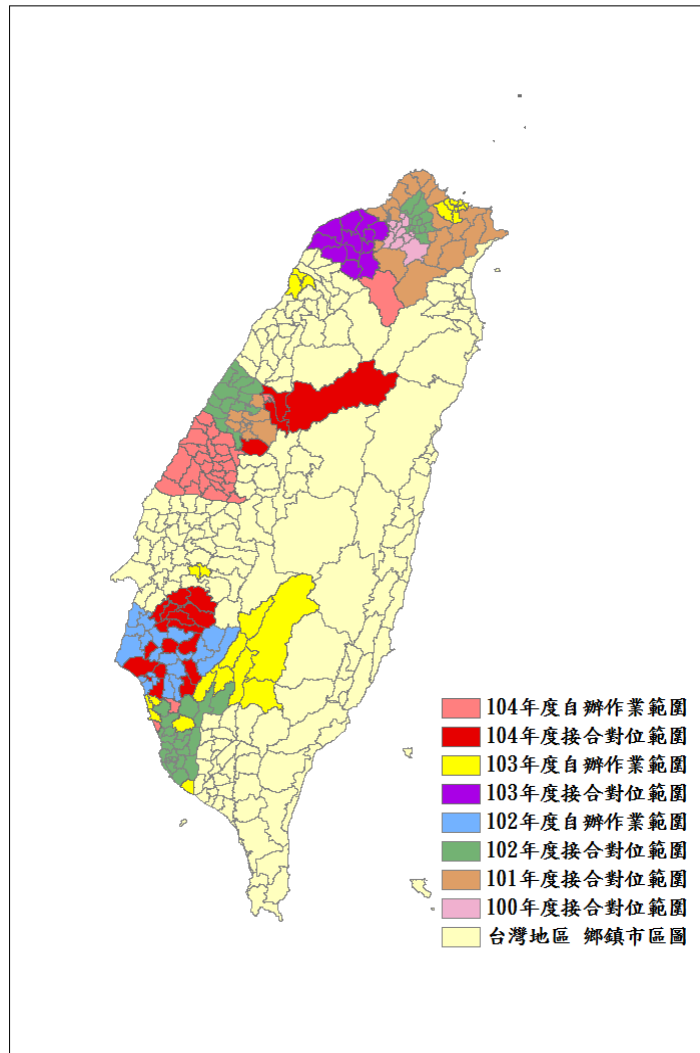 104年度自辦作業範圍
104年度接合對位範圍
103年度自辦作業範圍
103年度接合對位範圍
102年度自辦作業範圍
102年度接合對位範圍
101年度接合對位範圍
100年度接合對位範圍
台灣地區 鄉鎮市區圖